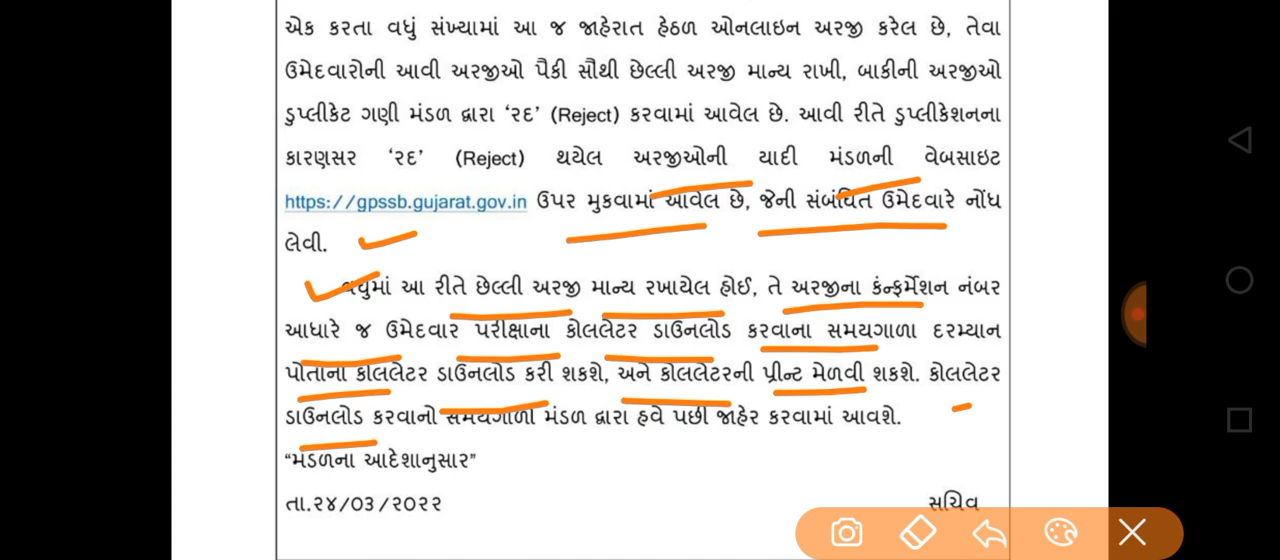 એક કરતા વધું સંખ્યામાં આ જ જાહેરાત હેઠળ ઓનલાઇન અરજી કરેલ છે, તેવા
ઉમેદવારોની આવી અરજીઓ પૈકી સૌથી છેલ્લી અરજી માન્ય રાખી, બાકીની અરજીઓ
ડુપ્લીકેટ ગણી મંડળ દ્વારા ‘રદ’ (Reject) કરવામાં આવેલ છે. આવી રીતે ડુપ્લીકેશનના
કારણસર ‘રદ’ (Reject) થયેલ અરજીઓની યાદી મંડળની વેબસાઇટ
https://gpssb.gujarat.gov.in ઉપર મુકવામાં આવેલ છે, જેની સંબંધિત ઉમેદવારે નોંધ
લેવી.
વધુમાં આ રીતે છેલ્લી અરજી માન્ય રખાયેલ હોઈ, તે અરજીના કંન્ફર્મેશન નંબર
આધારે જ ઉમેદવાર પરીક્ષાના કોલલેટર ડાઉનલોડ કરવાના સમયગાળા દરમ્યાન
પોતાના કોલલેટર ડાઉનલોડ કરી શકશે, અને કોલલેટરની પ્રીન્ટ મેળવી શકશે. કોલલેટર
ડાઉનલોડ કરવાનો સમયગાળો મંડળ દ્વારા હવે પછી જાહેર કરવામાં આવશે.
“મંડળના આદેશાનુસાર”
તા.૨૪/૦૩/૨૦૨૨ સચિવ